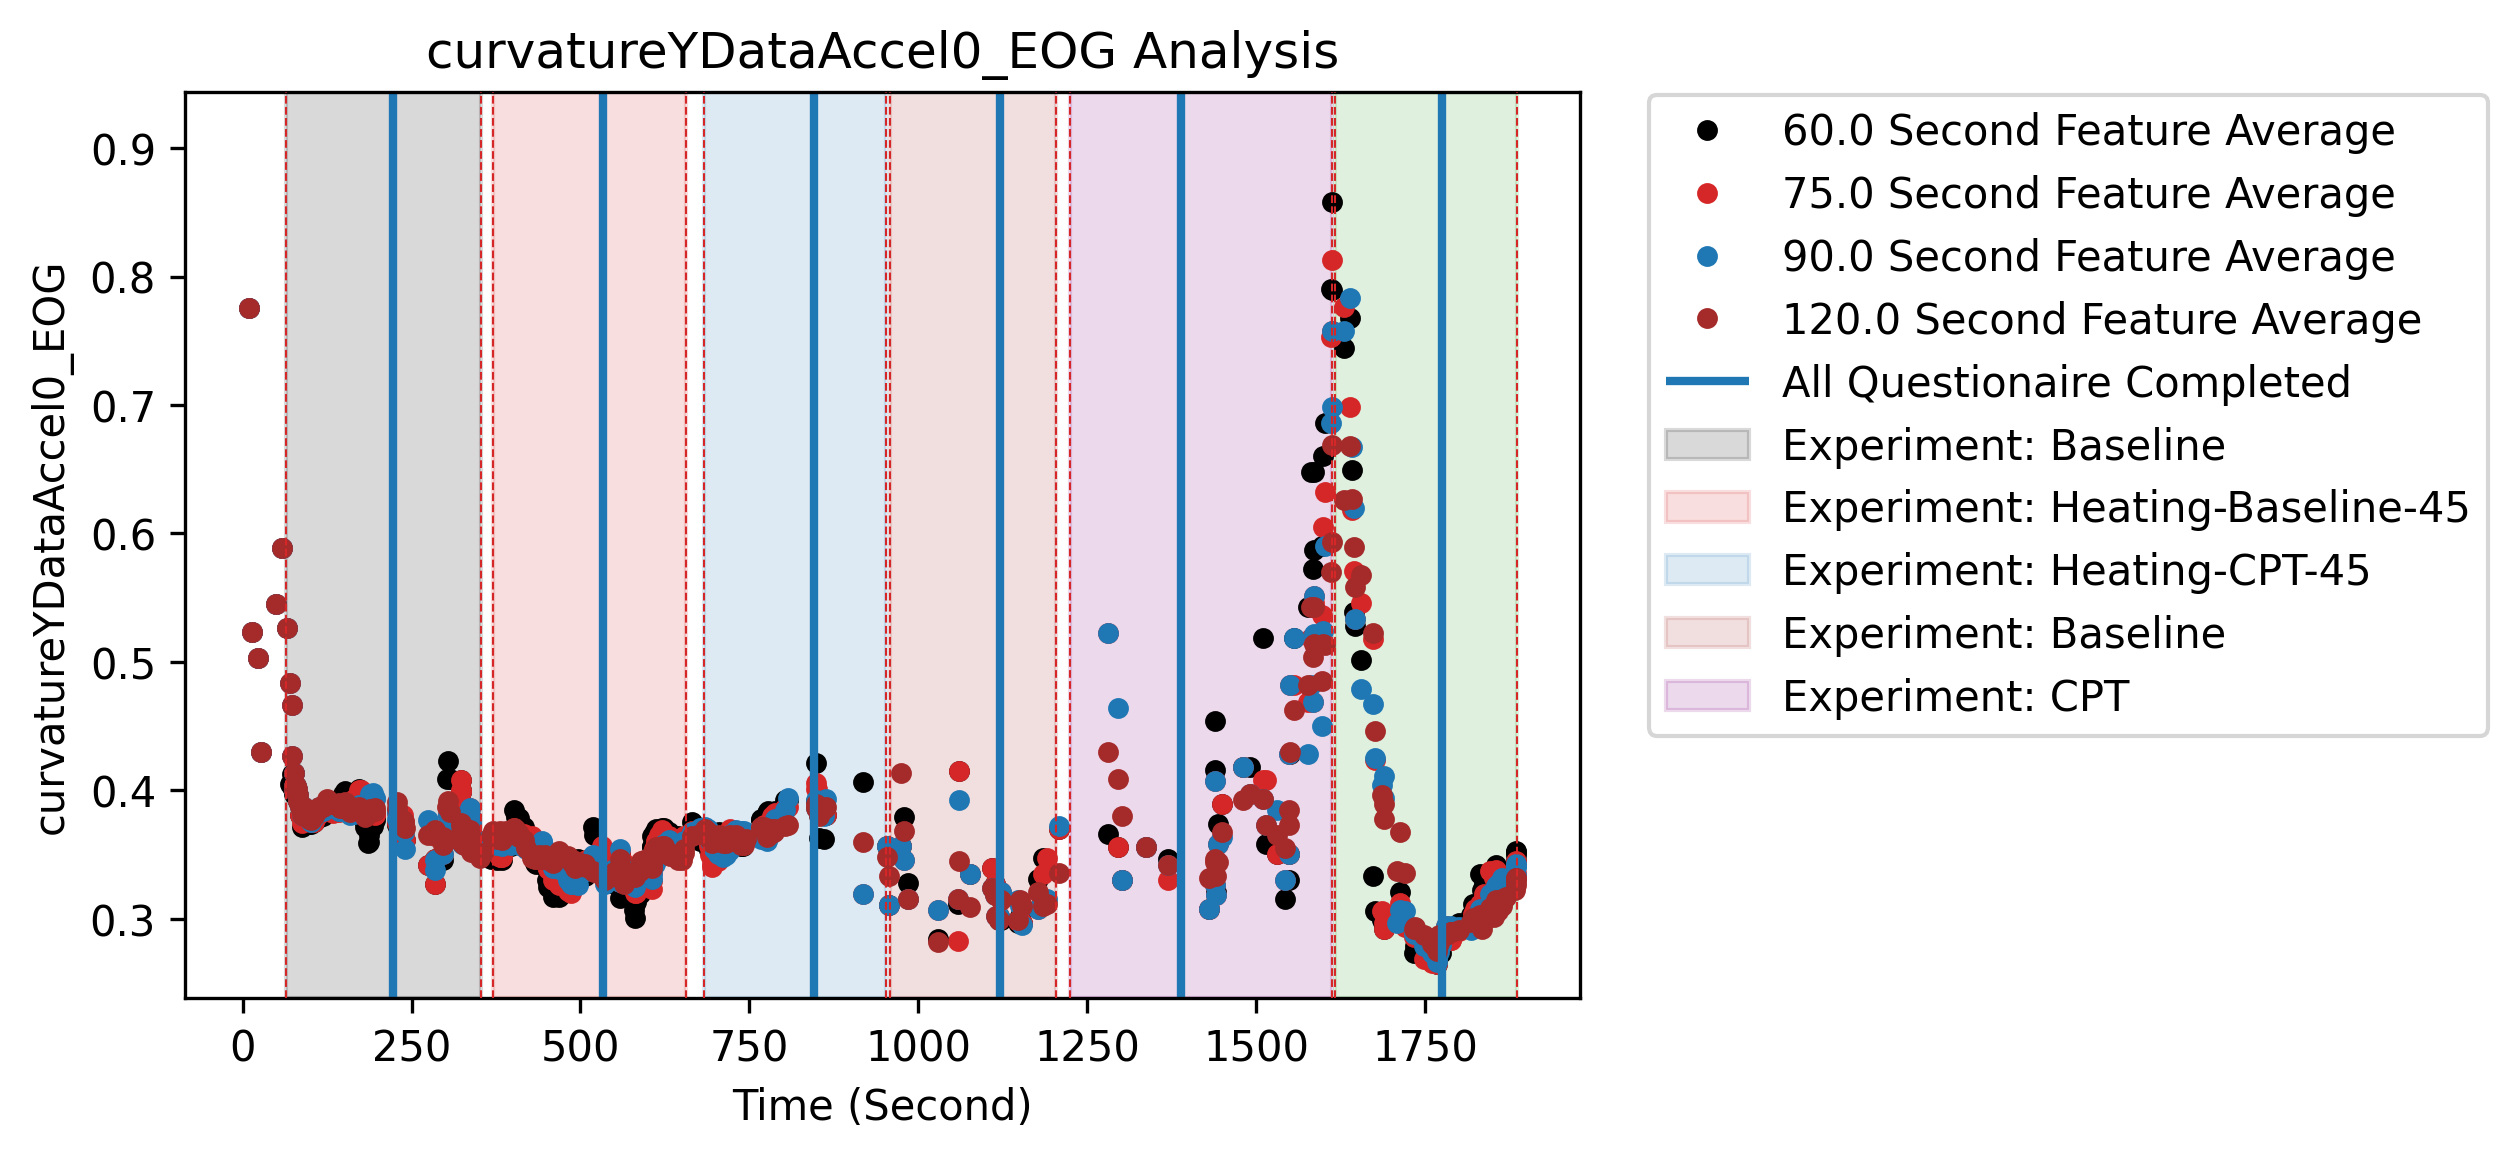 curvatureYDataAccel0_EOG Analysis
curvatureYDataAccel0_EOG
0.9
0.8
0.7
0.6
0.5
0.4
0.3
0 250 500 750 1000 1250 1500 1750
Time (Second)
60.0 Second Feature Average
75.0 Second Feature Average
90.0 Second Feature Average
120.0 Second Feature Average
All Questionaire Completed
Experiment: Baseline
Experiment: Heating-Baseline-45
Experiment: Heating-CPT-45
Experiment: Baseline
Experiment: CPT